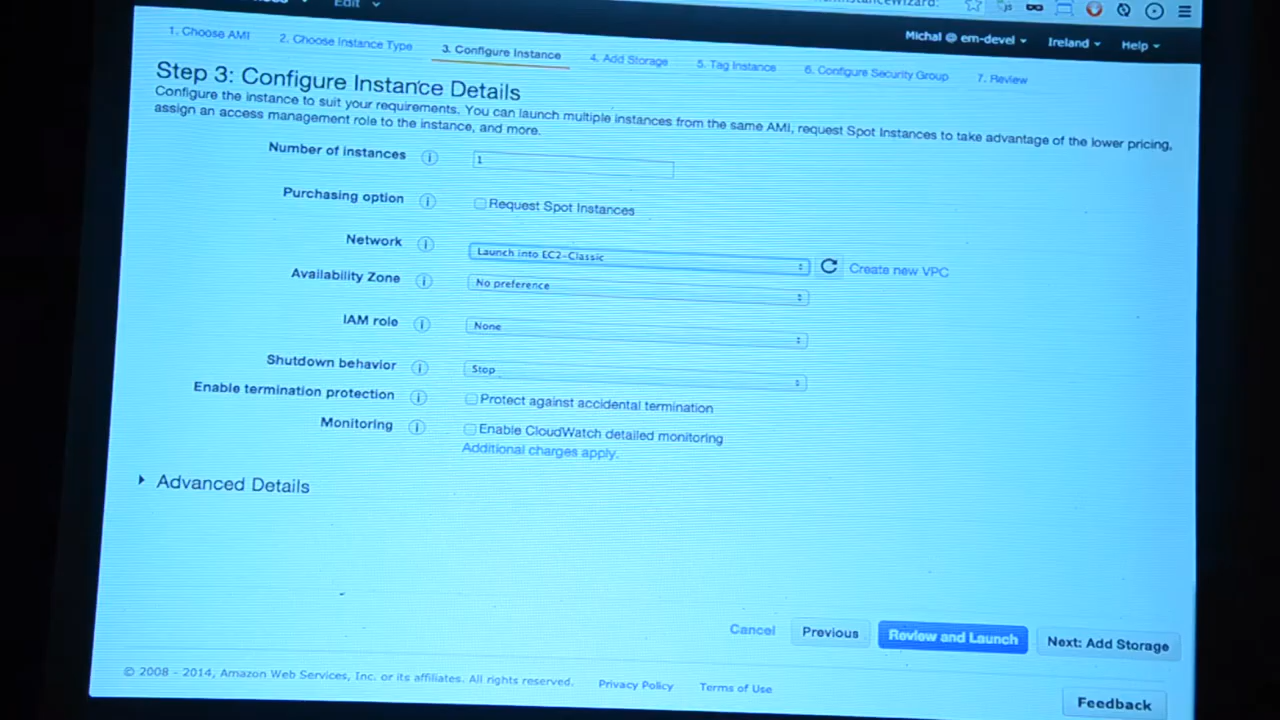 Edit
Michal @ em-devel Ireland Help
1. Choose AMI 2. Choose Instance Type 3. Configure Instance 4. Add Storage 5. Tag Instance 6. Configure Security Group 7. Review
Step 3: Configure Instance Details
Configure the instance to suit your requirements. You can launch multiple instances from the same AMI, request Spot Instances to take advantage of the lower pricing,
assign an access management role to the instance, and more.
Number of instances i 1
Purchasing option i Request Spot Instances
Network i Launch into EC2-Classic Create new VPC
Availability Zone i No preference
IAM role i None
Shutdown behavior i Stop
Enable termination protection i Protect against accidental termination
Monitoring i Enable CloudWatch detailed monitoring
Additional charges apply.
Advanced Details
Cancel Previous Review and Launch Next: Add Storage
© 2008 - 2014, Amazon Web Services, Inc. or its affiliates. All rights reserved. Privacy Policy Terms of Use
Feedback